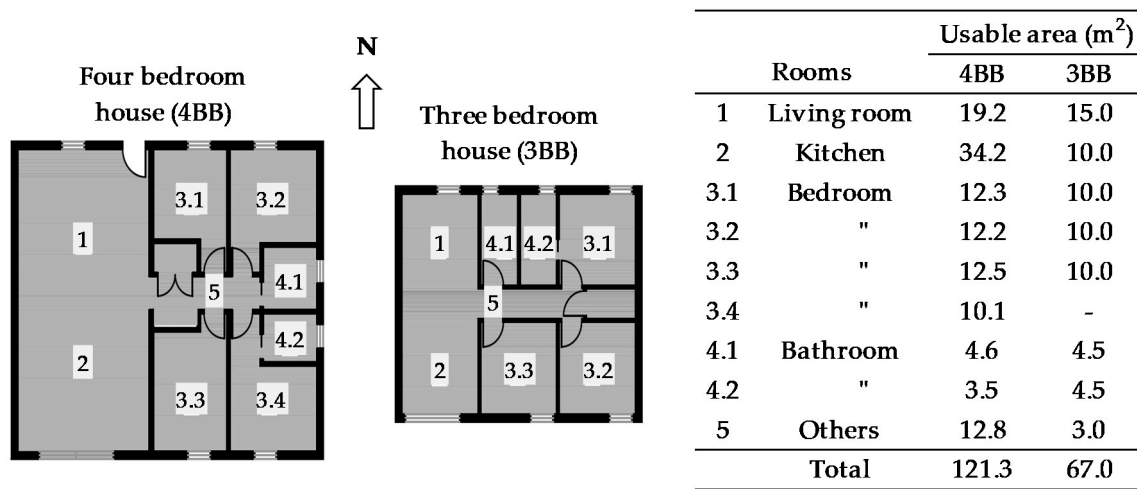 Four bedroom
house (4BB)
N
Three bedroom
house (3BB)
1
2
3.1
3.2
3.3
3.4
4.1
4.2
5
1
2
3.1
3.2
3.3
4.1
4.2
5
Usable area (m²)
Rooms 4BB 3BB
1 Living room 19.2 15.0
2 Kitchen 34.2 10.0
3.1 Bedroom 12.3 10.0
3.2 " 12.2 10.0
3.3 " 12.5 10.0
3.4 " 10.1 -
4.1 Bathroom 4.6 4.5
4.2 " 3.5 4.5
5 Others 12.8 3.0
Total 121.3 67.0